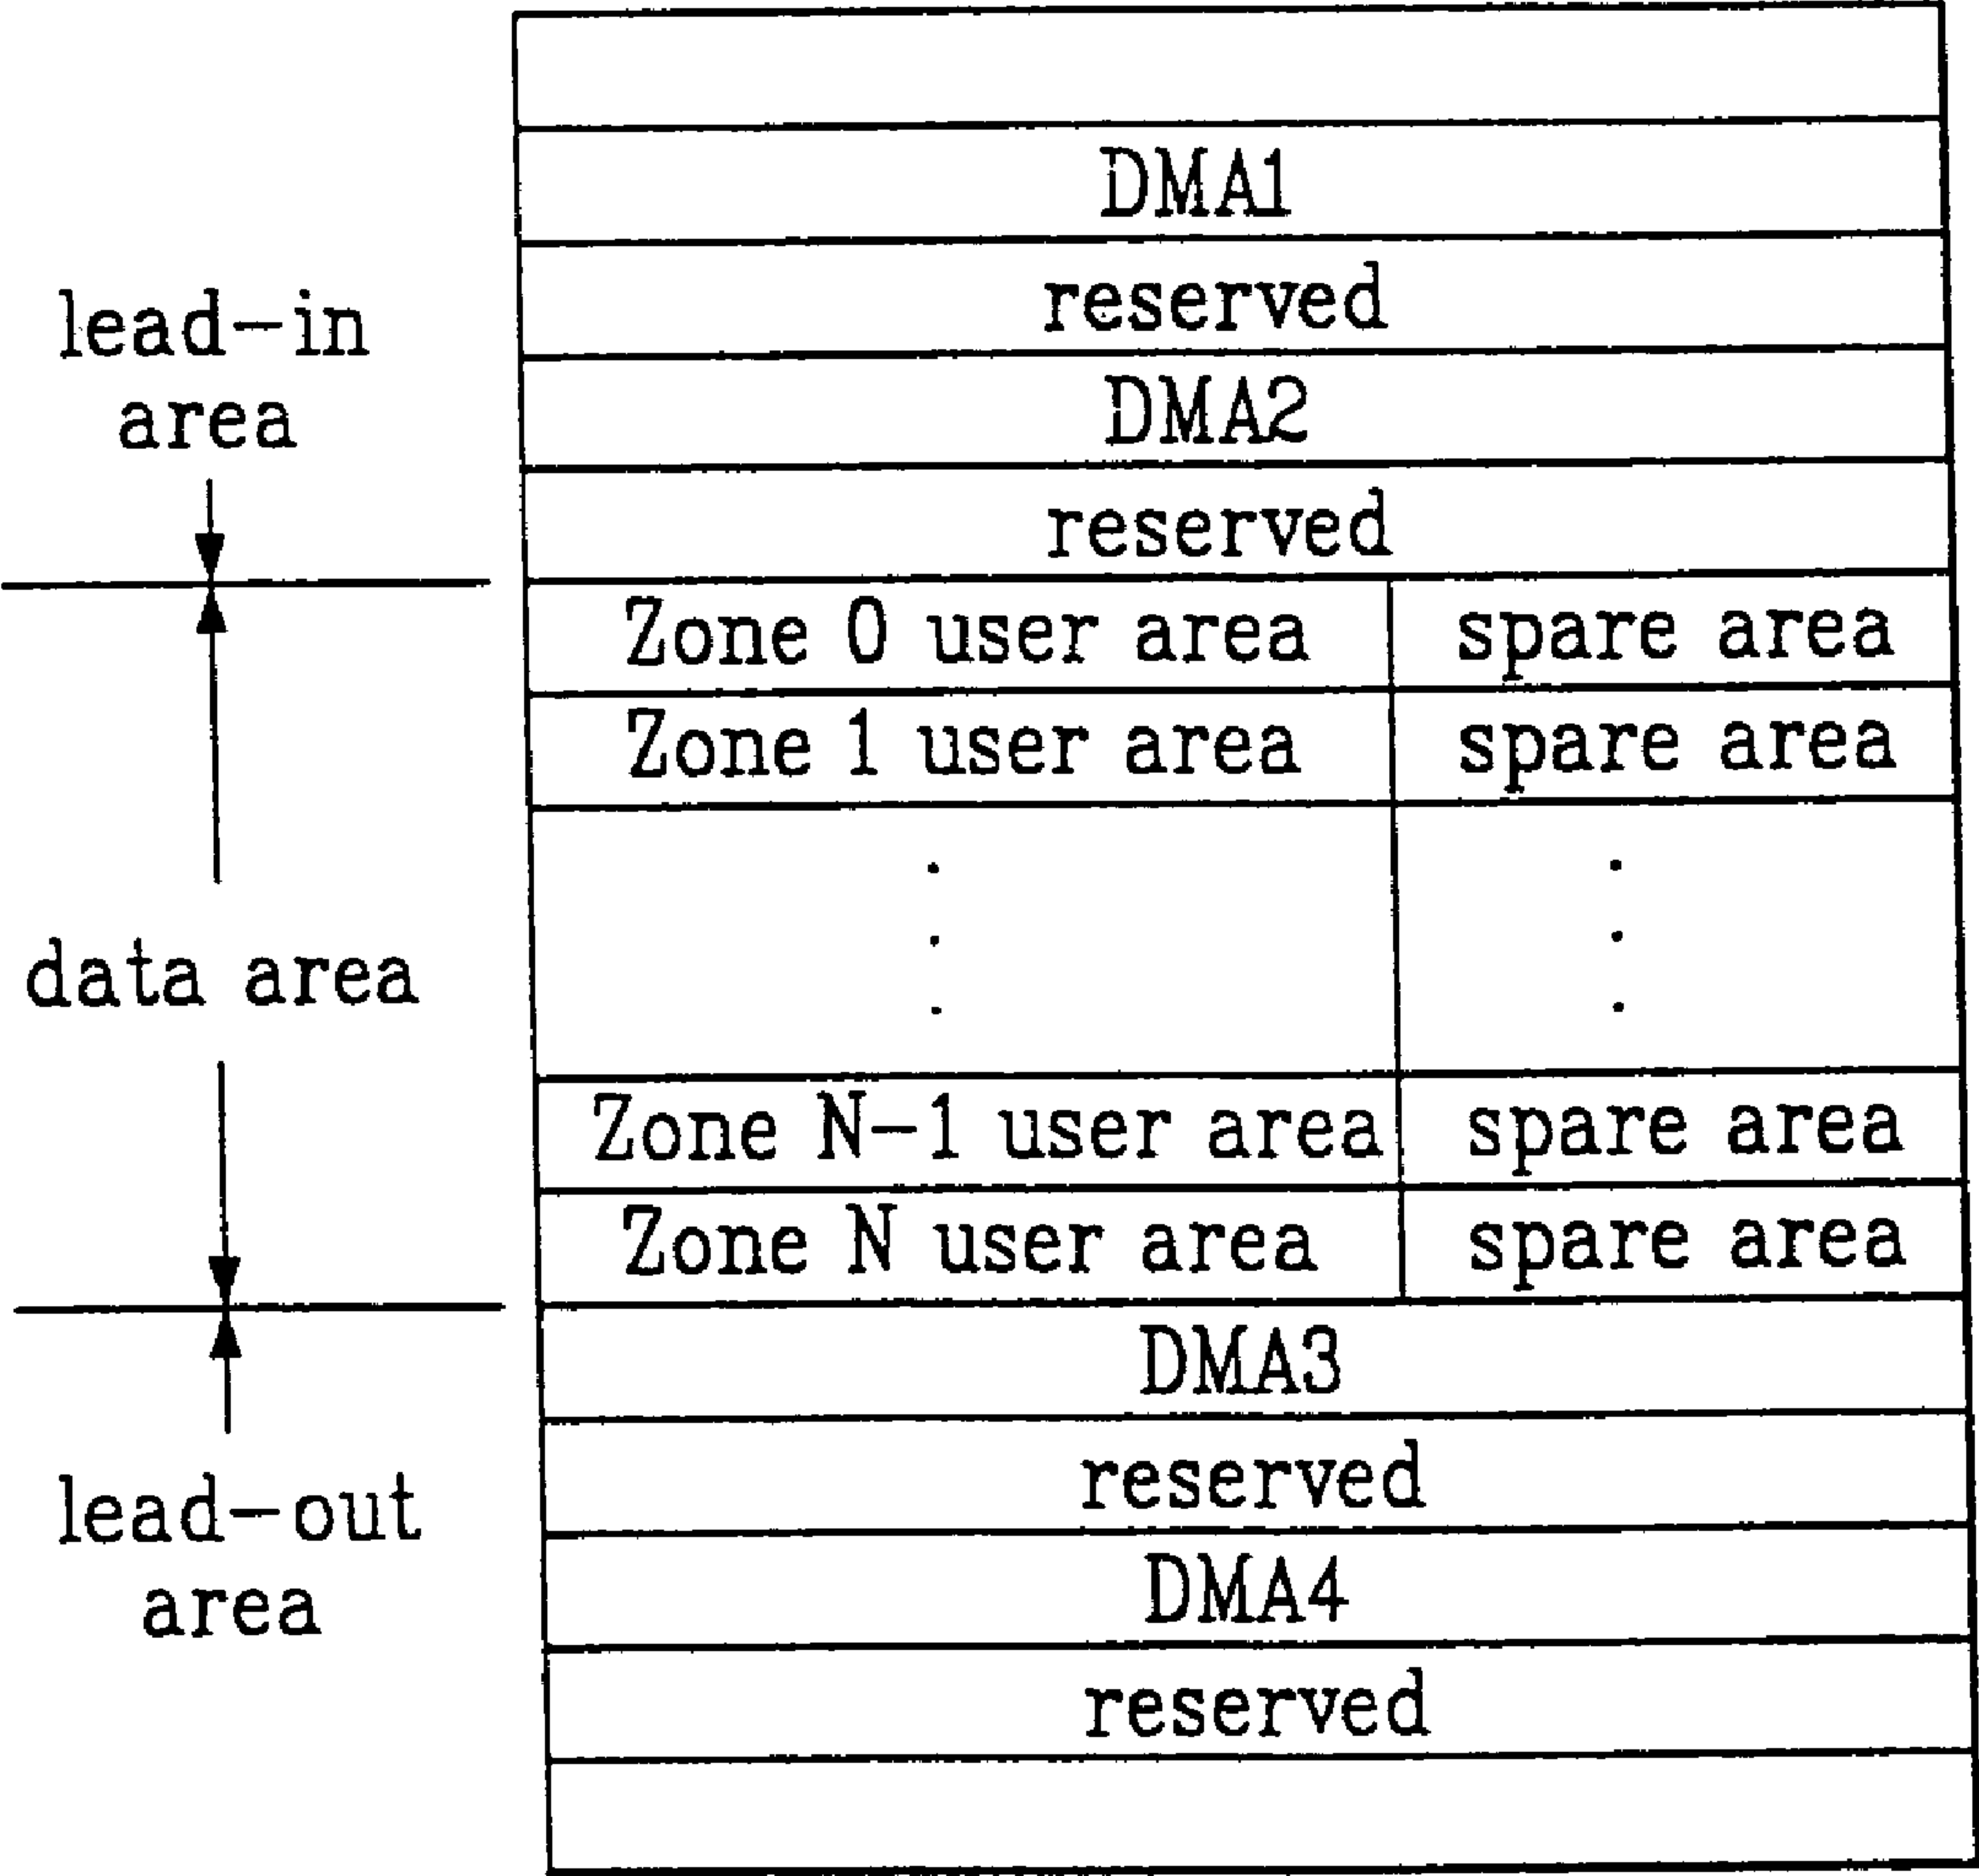 DMA1
reserved
lead-in
area
DMA2
reserved
Zone 0 user area spare area
Zone 1 user area spare area
data area
Zone N-1 user area spare area
Zone N user area spare area
DMA3
reserved
lead-out
area
DMA4
reserved